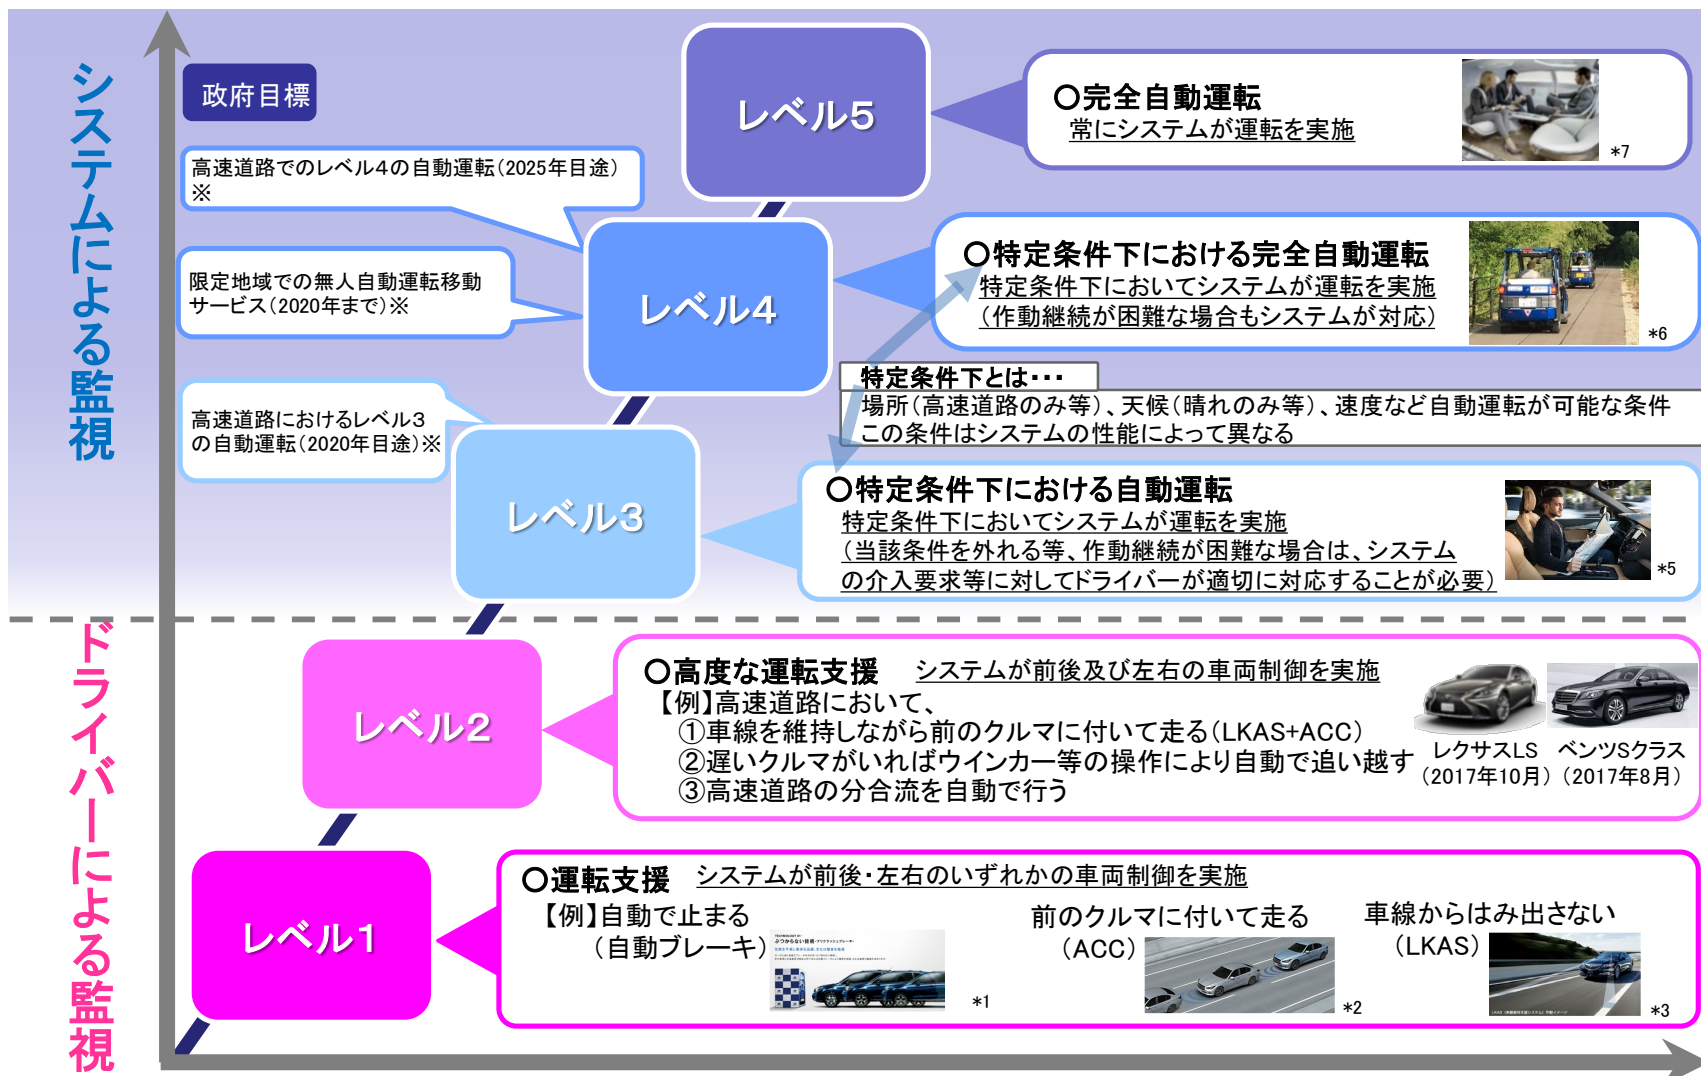 システムによる監視
ドライバーによる監視
政府目標
高速道路でのレベル4の自動運転(2025年目途)
※
限定地域での無人自動運転移動
サービス(2020年まで)※
高速道路におけるレベル3
の自動運転(2020年目途)※
レベル5
○完全自動運転
常にシステムが運転を実施
*7
レベル4
○特定条件下における完全自動運転
特定条件下においてシステムが運転を実施
(作動継続が困難な場合もシステムが対応)
*6
特定条件下とは・・・
場所(高速道路のみ等)、天候(晴れのみ等)、速度など自動運転が可能な条件
この条件はシステムの性能によって異なる
レベル3
○特定条件下における自動運転
特定条件下においてシステムが運転を実施
(当該条件を外れる等、作動継続が困難な場合は、システム
の介入要求等に対してドライバーが適切に対応することが必要)
*5
レベル2
○高度な運転支援 システムが前後及び左右の車両制御を実施
【例】高速道路において、
①車線を維持しながら前のクルマに付いて走る(LKAS+ACC)
②遅いクルマがいればウインカー等の操作により自動で追い越す
③高速道路の分合流を自動で行う
レクサスLS
(2017年10月)
ベンツSクラス
(2017年8月)
レベル1
○運転支援 システムが前後・左右のいずれかの車両制御を実施
【例】自動で止まる
(自動ブレーキ)
ぶつからない技術
*1
前のクルマに付いて走る
(ACC)
*2
車線からはみ出さない
(LKAS)
*3